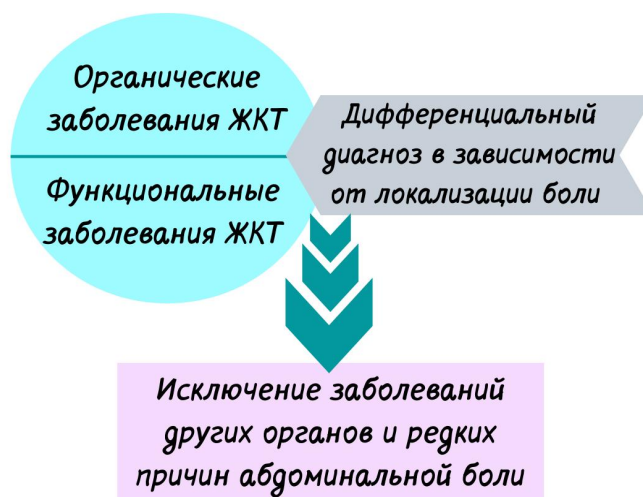 Органические
заболевания ЖКТ
Функциональные
заболевания ЖКТ
Дифференциальный
диагноз в зависимости
от локализации боли
Исключение заболеваний
других органов и редких
причин абдоминальной боли